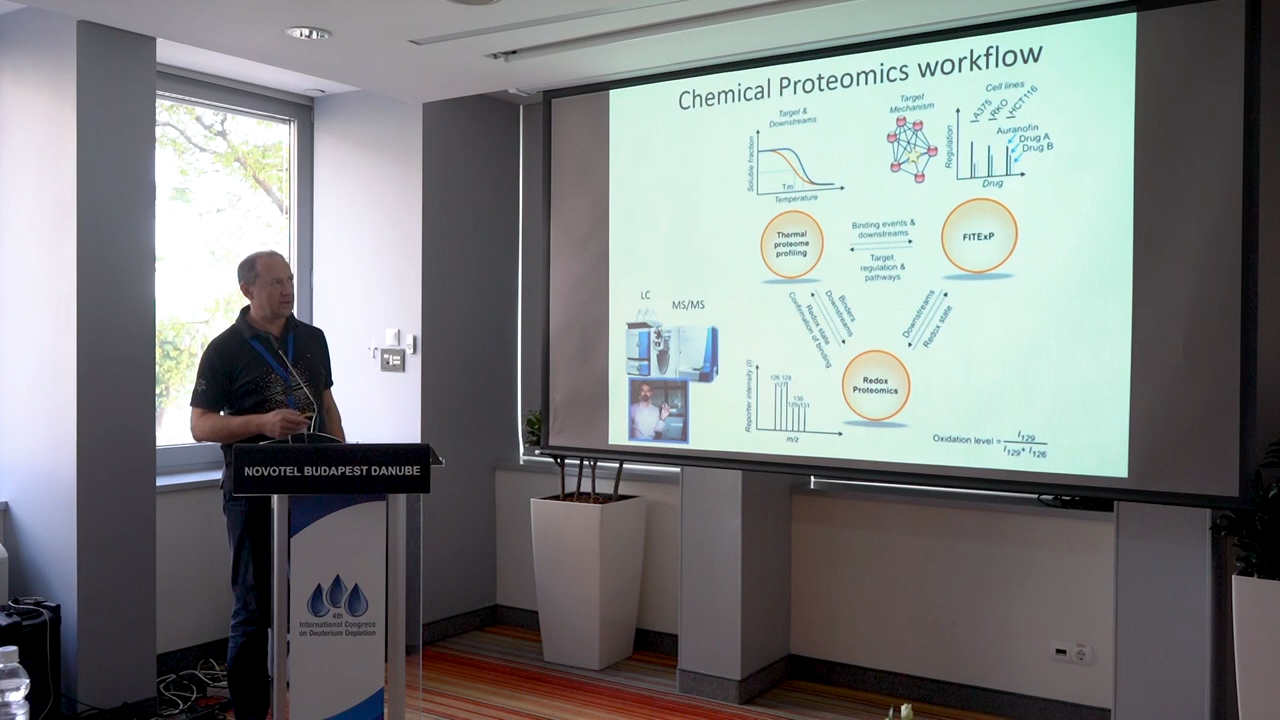 Chemical Proteomics workflow
Target &
Downstreams
Soluble fraction
Tm
Temperature
Target
Mechanism
Cell lines
A375
RKO
HCT116
Regulation
Auranofin
Drug A
Drug B
Drug
Thermal
proteome
profiling
Binding events &
downstreams
Target,
regulation &
pathways
FITExP
LC
MS/MS
Binders
Downstreams
Redox state
Confirmation of binding
Downstreams
Redox state
Redox
Proteomics
Reporter intensity (I)
126 128
127
130
129 131
m/z
Oxidation level = I129 / I129+ I126
NOVOTEL BUDAPEST DANUBE
4th
International Congress
on Deuterium Depletion